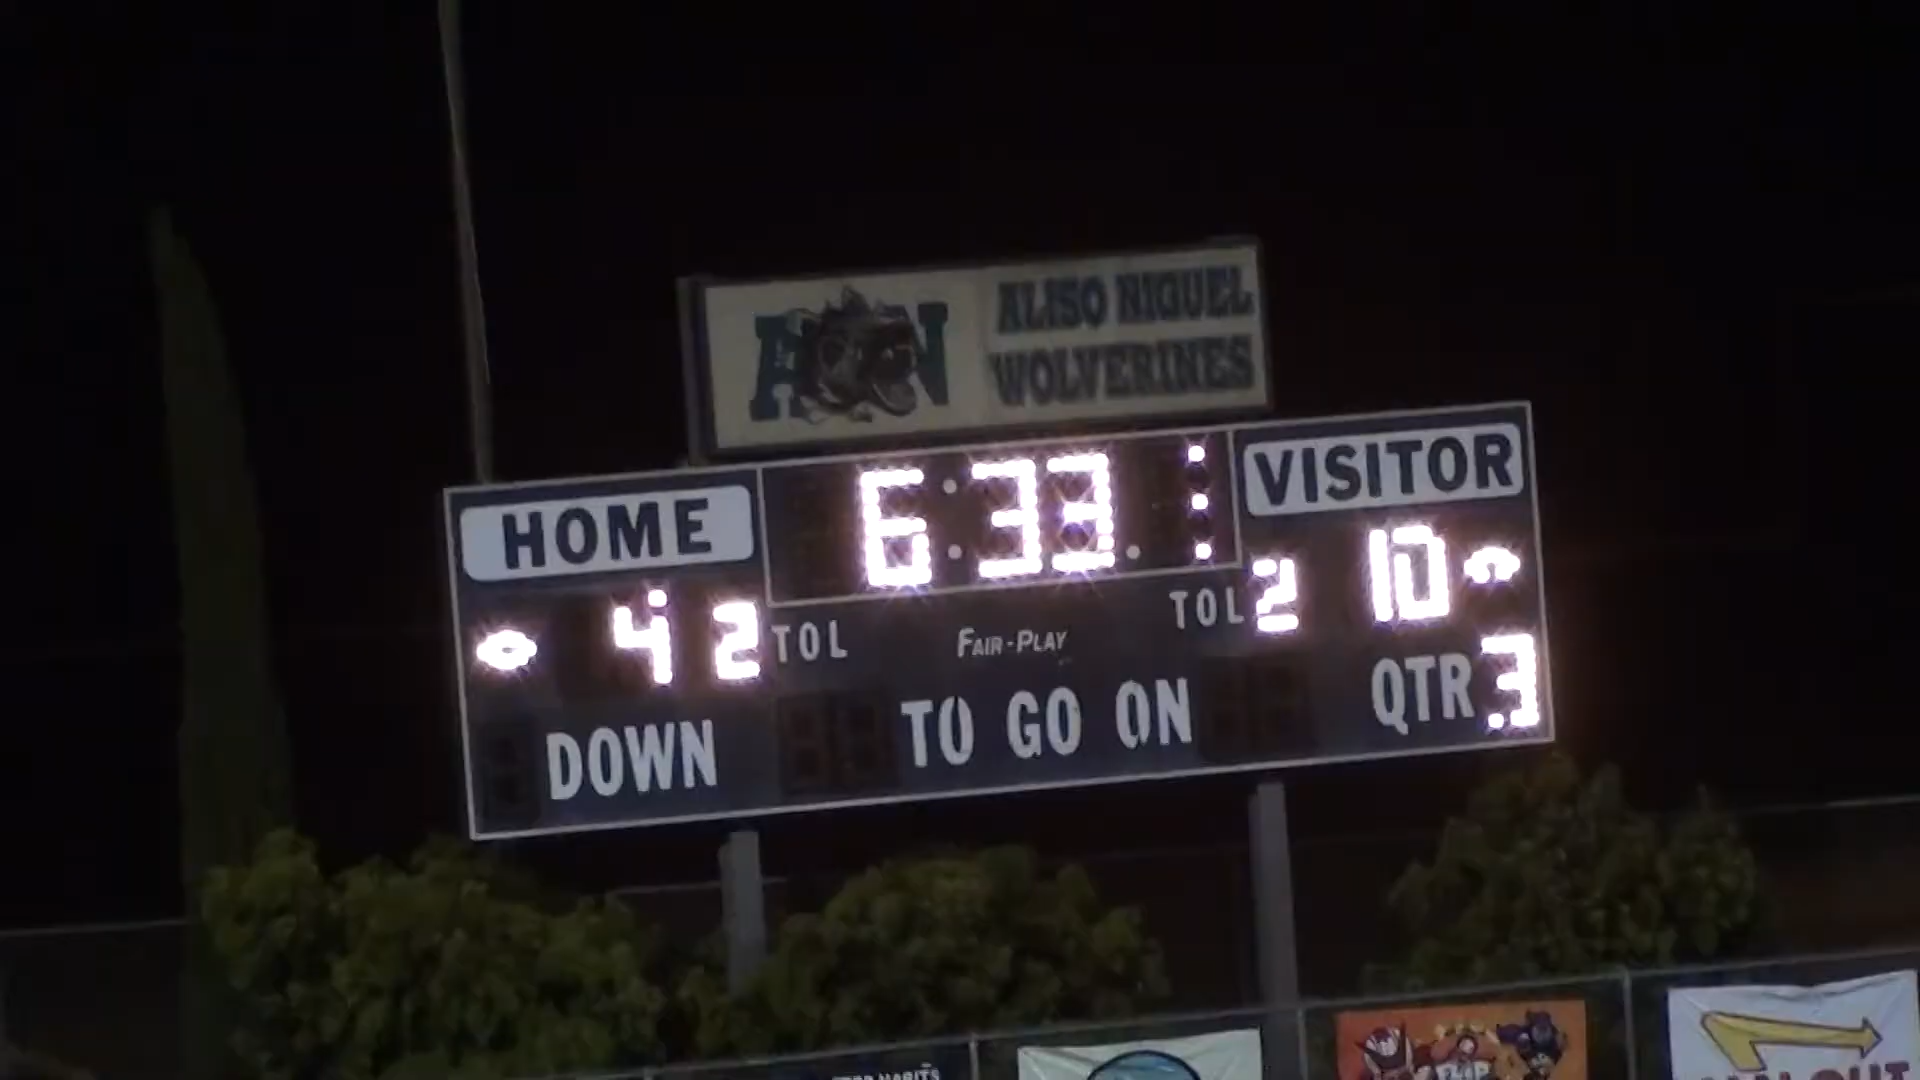 ALISO NIGUEL
WOLVERINES
HOME
6:33.
VISITOR
4 2 TOL
FAIR-PLAY
TOL 2 10
DOWN
TO GO ON
QTR 3
HABITS